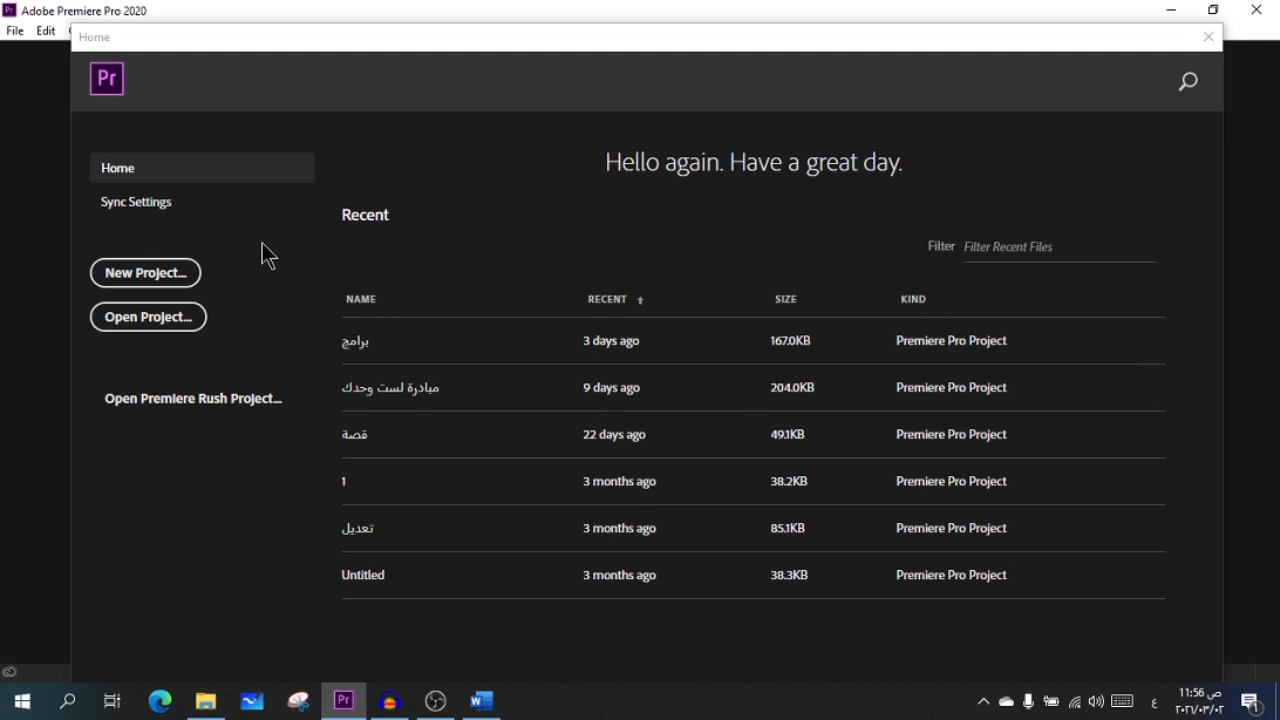 Adobe Premiere Pro 2020
File Edit
Home
Pr
Home
Sync Settings
New Project...
Open Project...
Open Premiere Rush Project...
Hello again. Have a great day.
Recent
Filter Filter Recent Files
NAME RECENT SIZE KIND
برامج 3 days ago 167.0KB Premiere Pro Project
مبادرة لست وحدك 9 days ago 204.0KB Premiere Pro Project
قصة 22 days ago 49.1KB Premiere Pro Project
1 3 months ago 38.2KB Premiere Pro Project
تعديل 3 months ago 85.1KB Premiere Pro Project
Untitled 3 months ago 38.3KB Premiere Pro Project
ع
11:56 ص
٢٠٢١/٠٣/٠٢